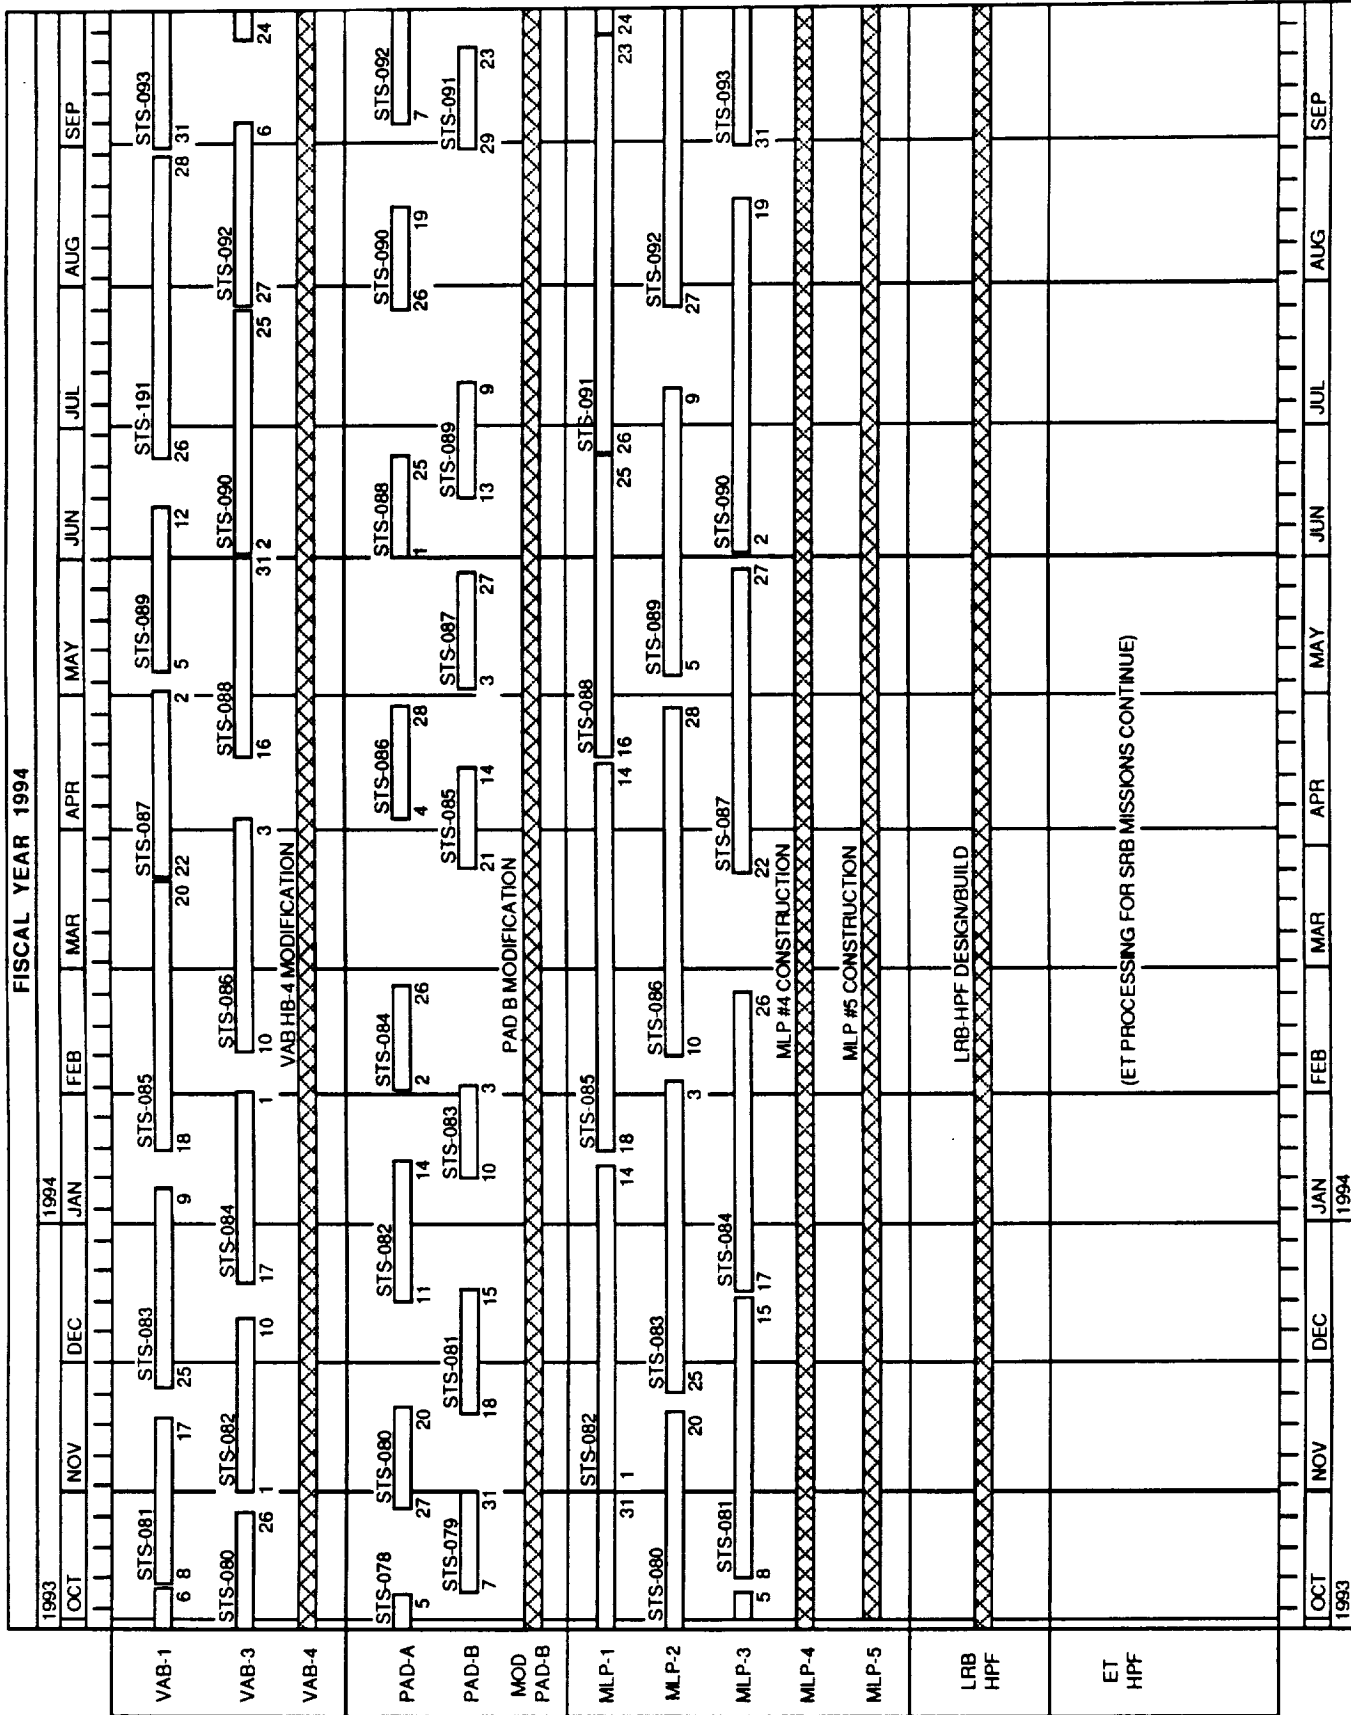 FISCAL YEAR 1994
1993 1994
OCT NOV DEC JAN FEB MAR APR MAY JUN JUL AUG SEP
VAB-1
STS-081 STS-083 STS-085 STS-087 STS-089 STS-191 STS-093
6 8 17 25 9 18 20 22 2 5 12 26 28 31
VAB-3
STS-080 STS-082 STS-084 STS-086 STS-088 STS-090 STS-092
26 1 10 17 1 10 3 16 31 2 25 27 6 24
VAB HB-4 MODIFICATION
VAB-4
PAD-A
STS-078 STS-080 STS-082 STS-084 STS-086 STS-088 STS-090 STS-092
5 27 20 11 14 2 26 4 28 1 25 26 19 7
PAD-B
STS-079 STS-081 STS-083 STS-085 STS-087 STS-089 STS-091
7 31 18 15 10 3 21 14 3 27 13 9 29 23
PAD B MODIFICATION
MOD
PAD-B
MLP-1
STS-082 STS-085 STS-088 STS-091
31 1 14 18 14 16 25 26 23 24
MLP-2
STS-080 STS-083 STS-086 STS-089 STS-092
20 25 3 10 28 5 9 27
MLP-3
STS-081 STS-084 STS-087 STS-090 STS-093
5 8 15 17 26 22 27 2 19 31
MLP #4 CONSTRUCTION
MLP-4
MLP #5 CONSTRUCTION
MLP-5
LRB-HPF DESIGN/BUILD
LRB
HPF
(ET PROCESSING FOR SRB MISSIONS CONTINUE)
ET
HPF
OCT NOV DEC JAN FEB MAR APR MAY JUN JUL AUG SEP
1993 1994